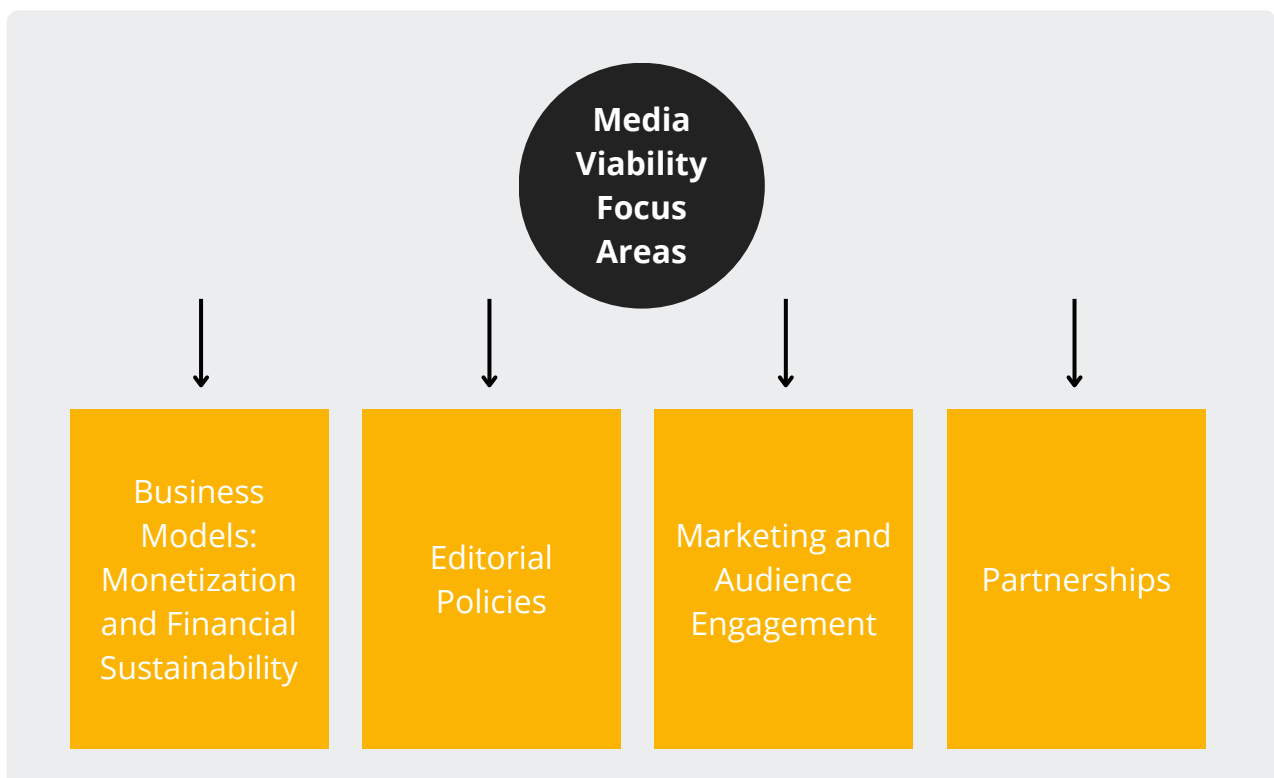 Media
Viability
Focus
Areas
Business
Models:
Monetization
and Financial
Sustainability
Editorial
Policies
Marketing and
Audience
Engagement
Partnerships